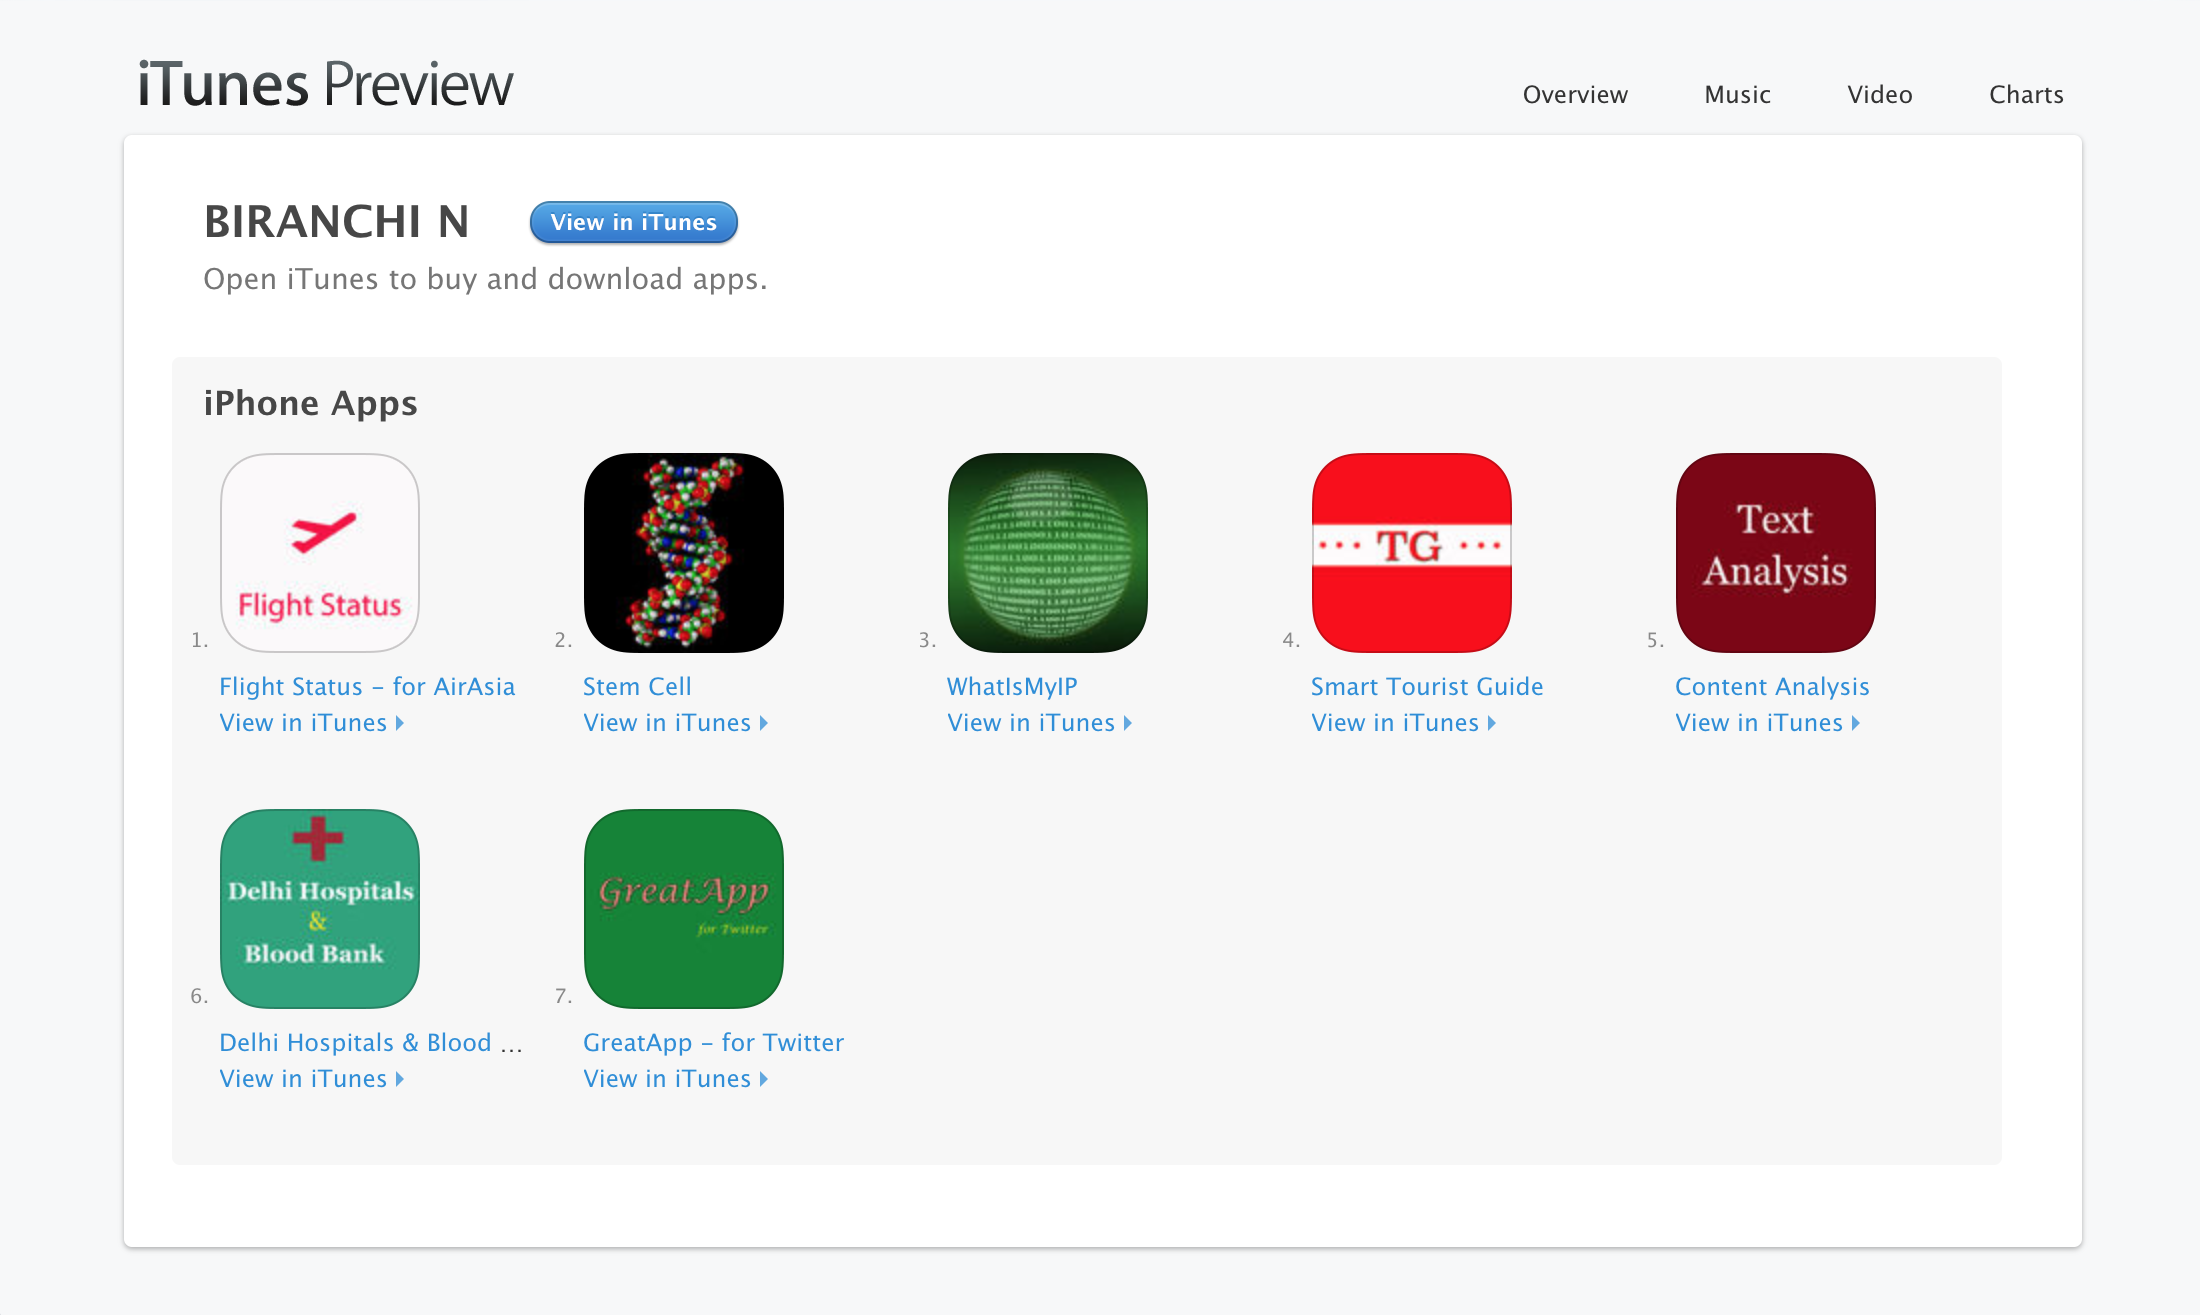 iTunes Preview
Overview Music Video Charts
BIRANCHI N View in iTunes
Open iTunes to buy and download apps.
iPhone Apps
Flight Status
··· TG ···
Text
Analysis
1. 2. 3. 4. 5.
Flight Status – for AirAsia Stem Cell WhatIsMyIP Smart Tourist Guide Content Analysis
View in iTunes View in iTunes View in iTunes View in iTunes View in iTunes
Delhi Hospitals
&
Blood Bank
GreatApp
for Twitter
6. 7.
Delhi Hospitals & Blood ... GreatApp – for Twitter
View in iTunes View in iTunes